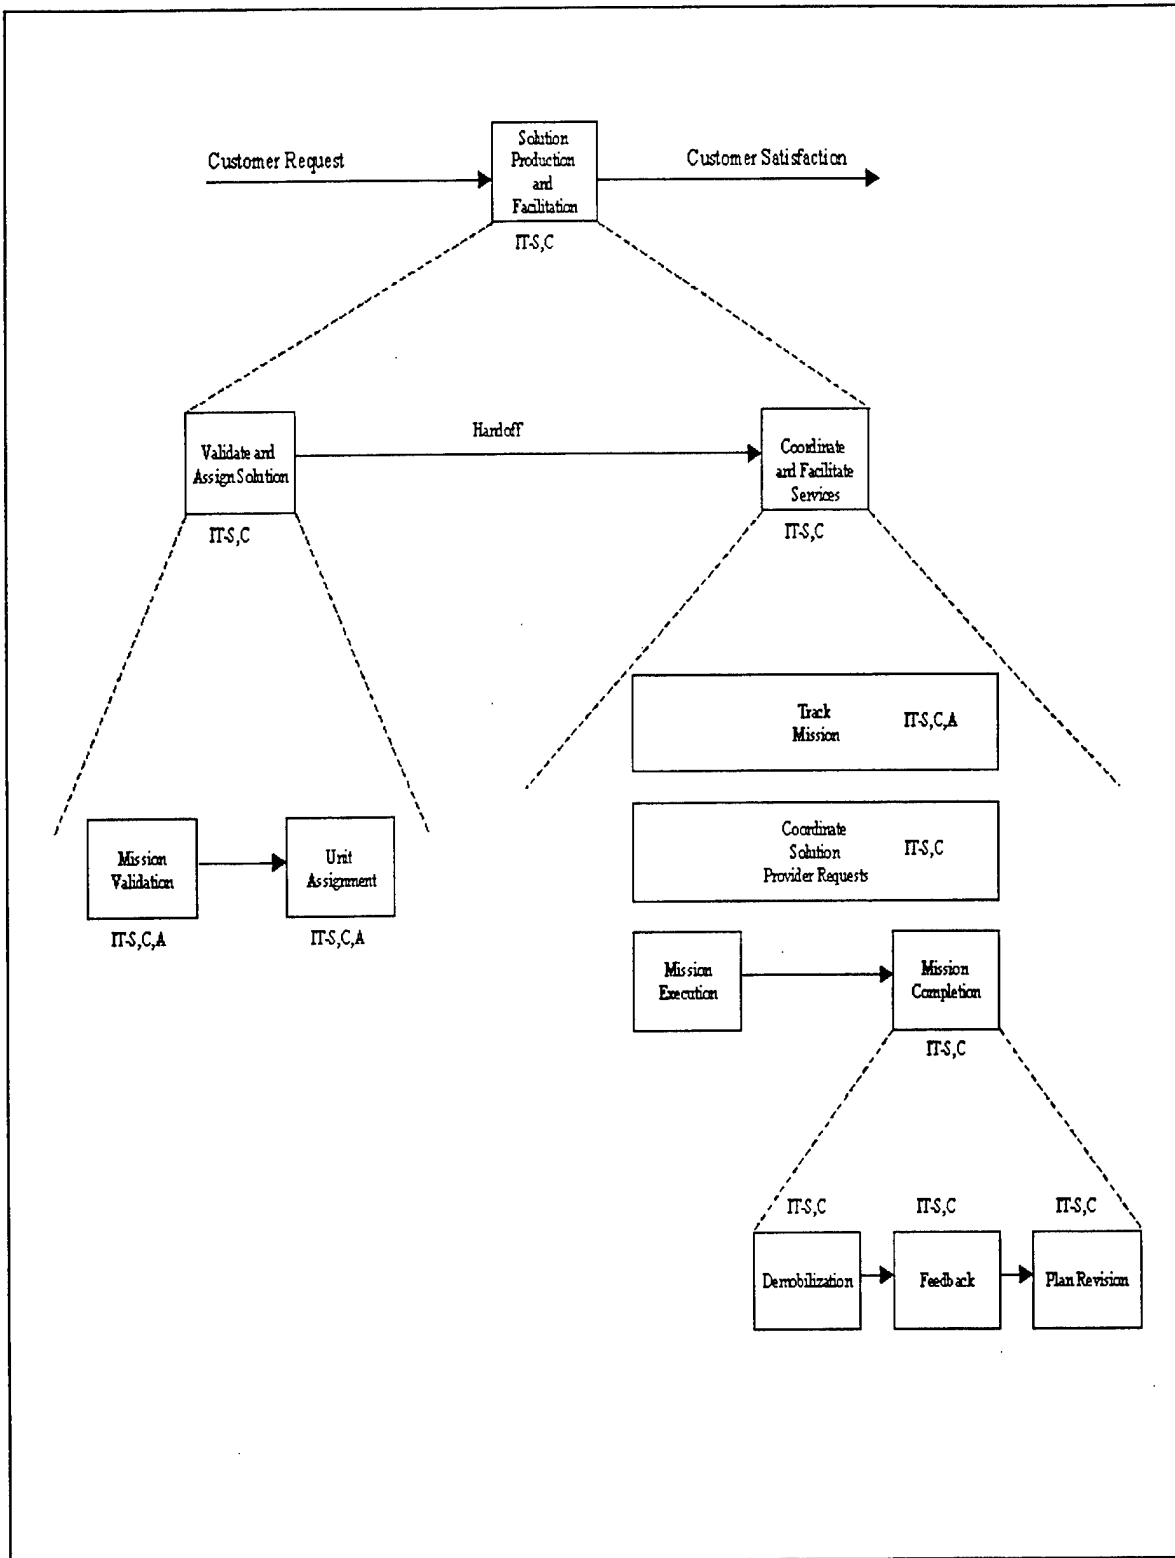 Solution
Production
and
Facilitation
Customer Request
Customer Satisfaction
IT-S,C
Handoff
Validate and
Assign Solution
Coordinate
and Facilitate
Services
IT-S,C
IT-S,C
Track
Mission
IT-S,C,A
Coordinate
Solution
Provider Requests
IT-S,C
Mission
Validation
Unit
Assignment
IT-S,C,A
IT-S,C,A
Mission
Execution
Mission
Completion
IT-S,C
IT-S,C
IT-S,C
IT-S,C
Demobilization
Feedback
Plan Revision